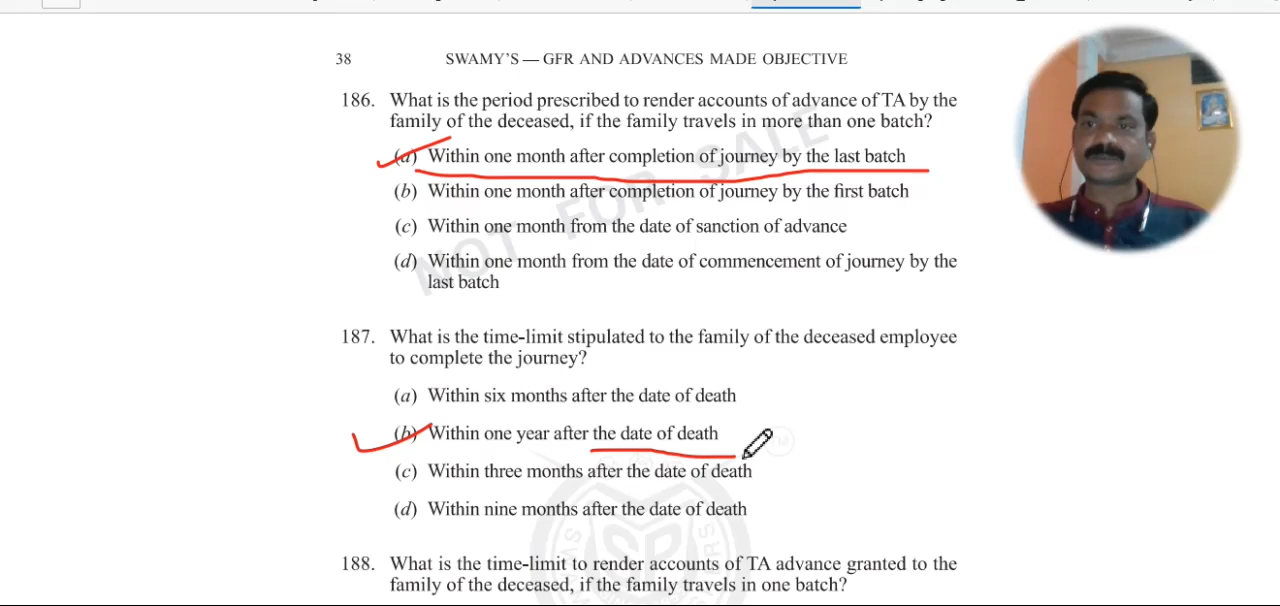 38 SWAMY'S — GFR AND ADVANCES MADE OBJECTIVE
186. What is the period prescribed to render accounts of advance of TA by the
family of the deceased, if the family travels in more than one batch?
(a) Within one month after completion of journey by the last batch
(b) Within one month after completion of journey by the first batch
(c) Within one month from the date of sanction of advance
(d) Within one month from the date of commencement of journey by the
last batch
NOT FOR SALE
187. What is the time-limit stipulated to the family of the deceased employee
to complete the journey?
(a) Within six months after the date of death
(b) Within one year after the date of death
(c) Within three months after the date of death
(d) Within nine months after the date of death
188. What is the time-limit to render accounts of TA advance granted to the
family of the deceased, if the family travels in one batch?